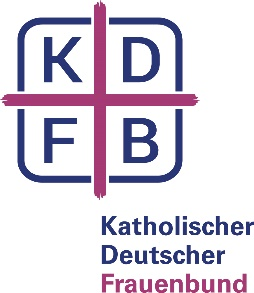 K D
F B
Katholischer
Deutscher
Frauenbund